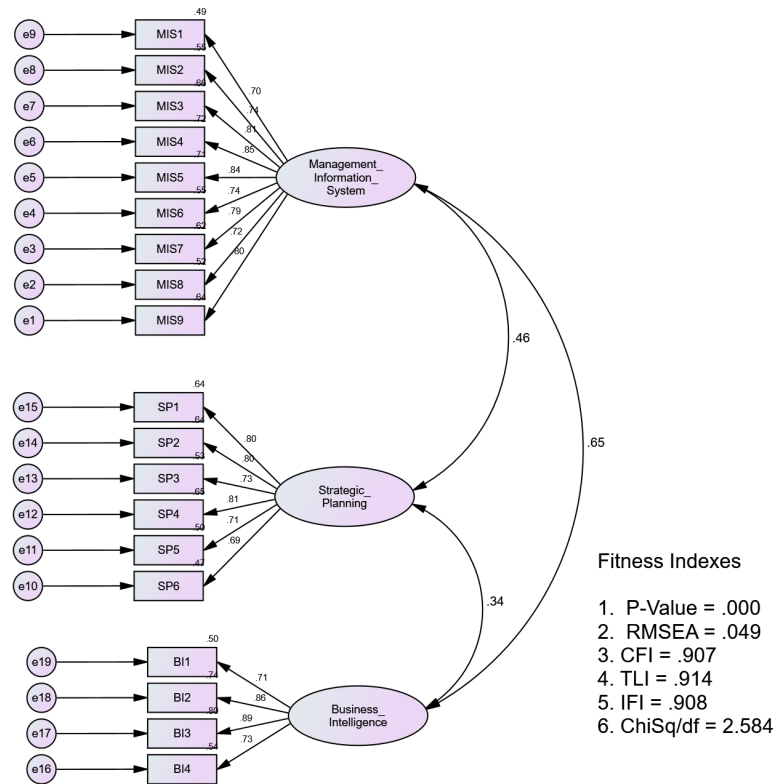 .49
e9 MIS1
.55
e8 MIS2
.66
e7 MIS3
.72
e6 MIS4
.71
e5 MIS5
.55
e4 MIS6
.62
e3 MIS7
.52
e2 MIS8
.64
e1 MIS9
.70
.74
.81
.85
.84
.74
.79
.72
.80
Management_
Information_
System
.46
.65
.64
e15 SP1
.64
e14 SP2
.53
e13 SP3
.65
e12 SP4
.50
e11 SP5
.47
e10 SP6
.80
.80
.73
.81
.71
.69
Strategic_
Planning
.34
.50
e19 BI1
.74
e18 BI2
.80
e17 BI3
.54
e16 BI4
.71
.86
.89
.73
Business_
Intelligence
Fitness Indexes
1. P-Value = .000
2. RMSEA = .049
3. CFI = .907
4. TLI = .914
5. IFI = .908
6. ChiSq/df = 2.584